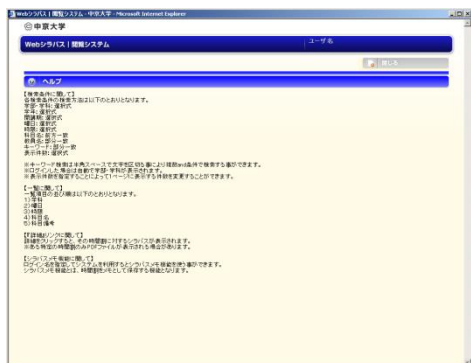 Webシラバス | 閲覧システム - 中京大学 - Microsoft Internet Explorer
中京大学
Webシラバス | 閲覧システム
ユーザ名
閉じる
ヘルプ
【検索条件に関して】
各検索条件の検索方法は以下のとおりとなります。
学部・学科：選択式
学年：選択式
開講期：選択式
曜日：選択式
時限：選択式
科目名：前方一致
教員名：部分一致
キーワード：部分一致
表示件数：選択式
※キーワード検索は半角スペースで文字を区切る事により複数and条件で検索する事ができます。
※ログインした場合は自動で学部・学科が表示されます。
※表示件数を指定することによって1ページに表示する件数を変更することができます。
【一覧に関して】
一覧項目の並び順は以下のとおりとなります。
1)学科
2)曜日
3)時限
4)科目名
5)科目備考
【『詳細』リンクに関して】
詳細をクリックすると、その時間割に対するシラバスが表示されます。
※ある特定の時間割のみPDFファイルが表示される場合があります。
【シラバスメモ機能に関して】
ログイン名を指定してシステムを利用するとシラバスメモ機能を使う事ができます。
シラバスメモ機能とは、時間割をメモとして保存する機能となります。